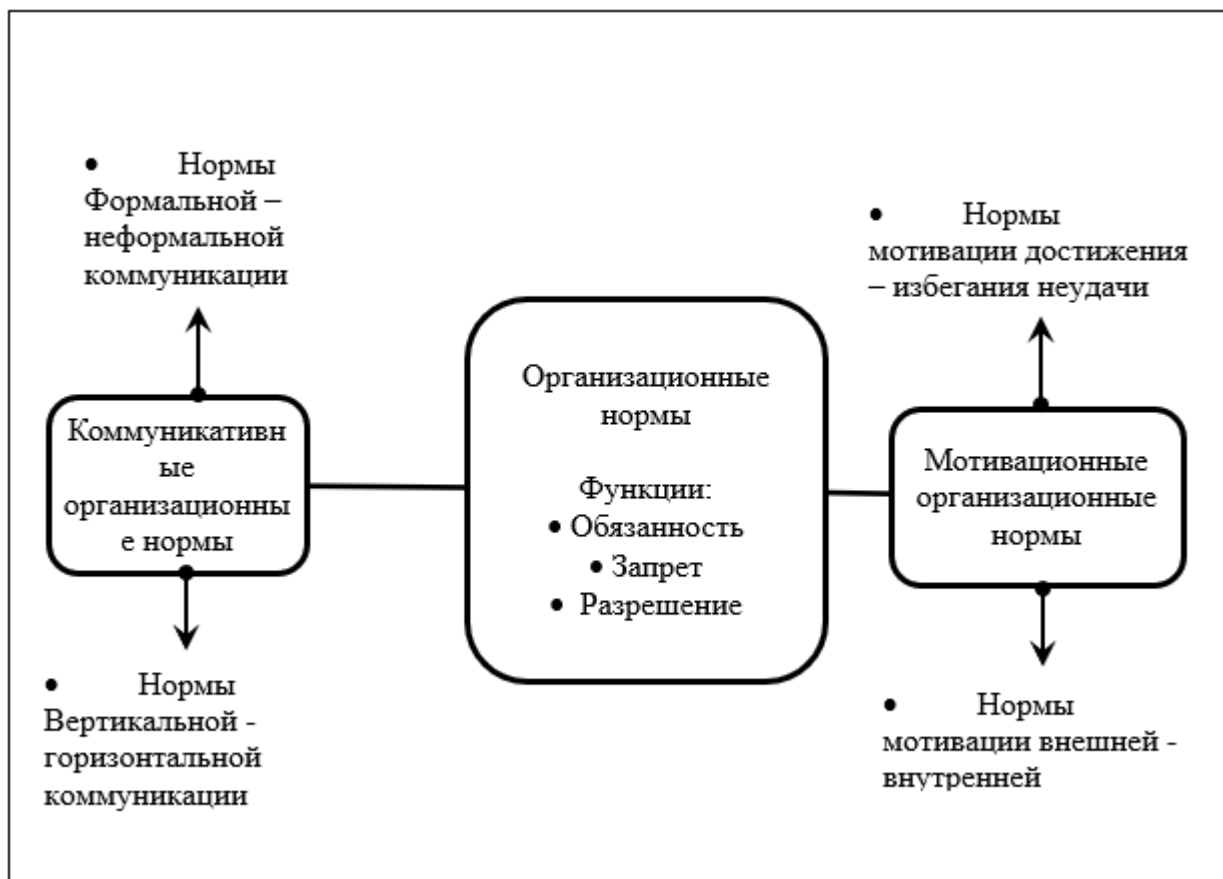 • Нормы
Формальной –
неформальной
коммуникации
Коммуникативн
ые
организационны
е нормы
• Нормы
Вертикальной -
горизонтальной
коммуникации
Организационные
нормы
Функции:
• Обязанность
• Запрет
• Разрешение
• Нормы
мотивации достижения
– избегания неудачи
Мотивационные
организационные
нормы
• Нормы
мотивации внешней -
внутренней